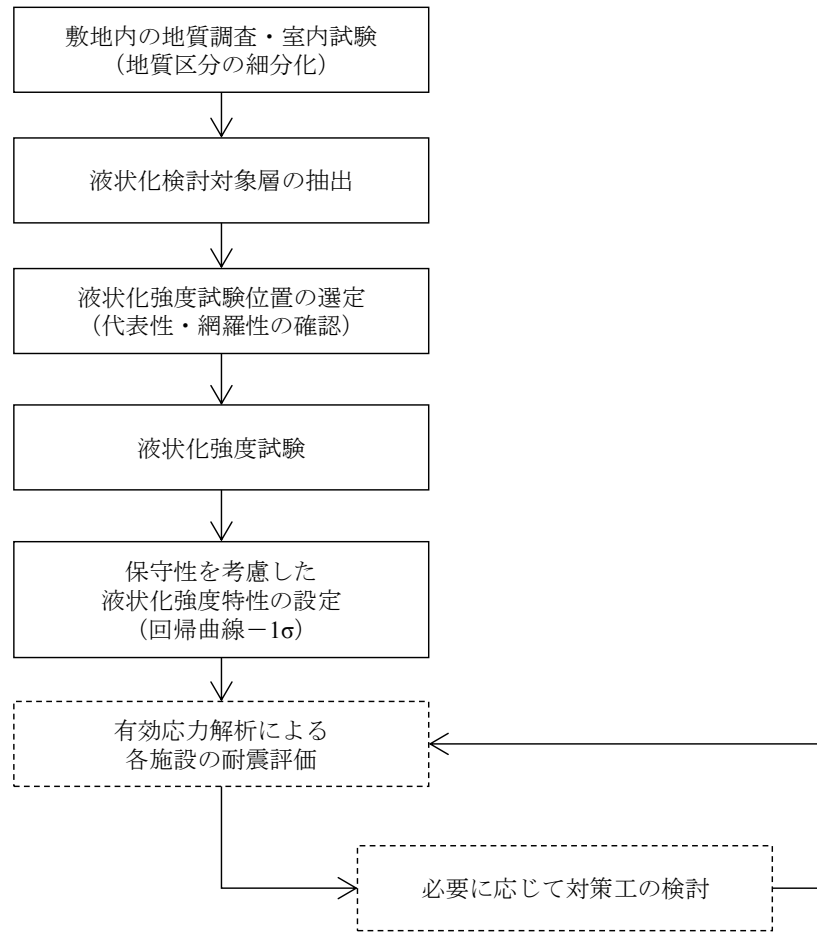 敷地内の地質調査・室内試験
（地質区分の細分化）
液状化検討対象層の抽出
液状化強度試験位置の選定
（代表性・網羅性の確認）
液状化強度試験
保守性を考慮した
液状化強度特性の設定
（回帰曲線－1σ）
有効応力解析による
各施設の耐震評価
必要に応じて対策工の検討